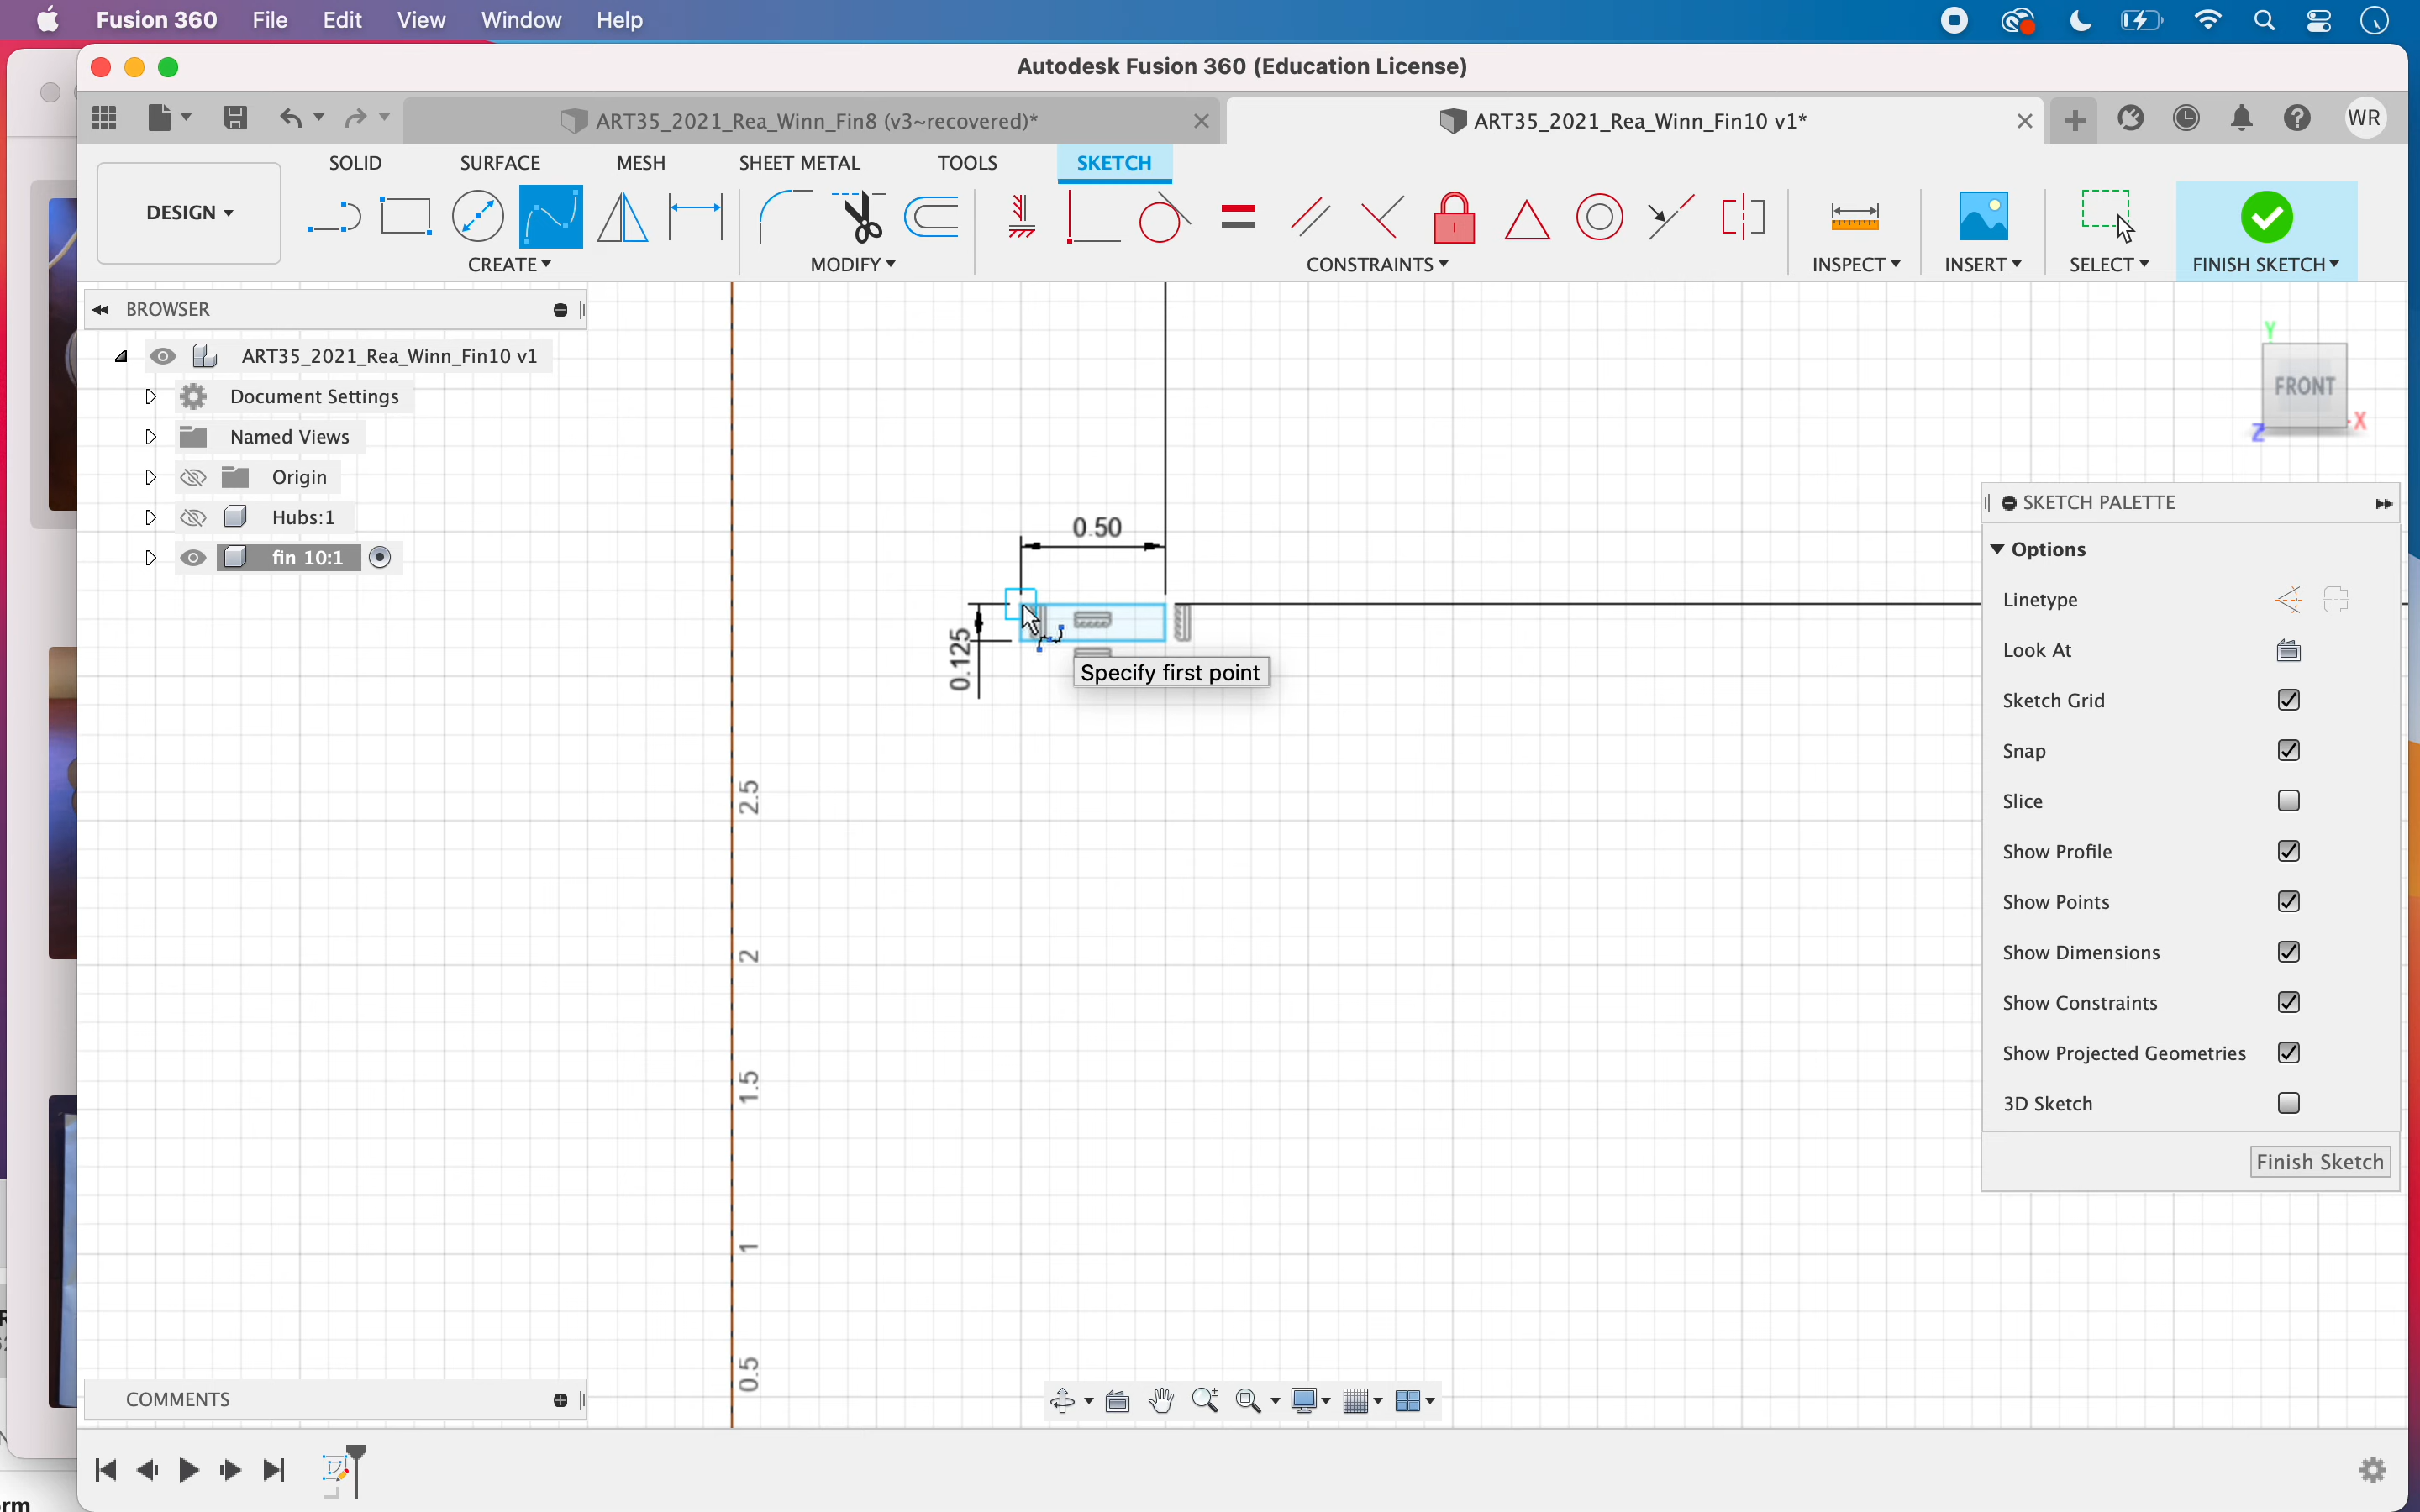 Fusion 360 File Edit View Window Help
Autodesk Fusion 360 (Education License)
ART35_2021_Rea_Winn_Fin8 (v3~recovered)* ART35_2021_Rea_Winn_Fin10 v1* WR
SOLID SURFACE MESH SHEET METAL TOOLS SKETCH
DESIGN
CREATE MODIFY CONSTRAINTS INSPECT INSERT SELECT FINISH SKETCH
BROWSER
ART35_2021_Rea_Winn_Fin10 v1
Document Settings
Named Views
Origin
Hubs:1
fin 10:1
Y
FRONT
X
Z
0.50
0.125
Specify first point
2.5
2
1.5
1
0.5
SKETCH PALETTE
Options
Linetype
Look At
Sketch Grid
Snap
Slice
Show Profile
Show Points
Show Dimensions
Show Constraints
Show Projected Geometries
3D Sketch
Finish Sketch
COMMENTS